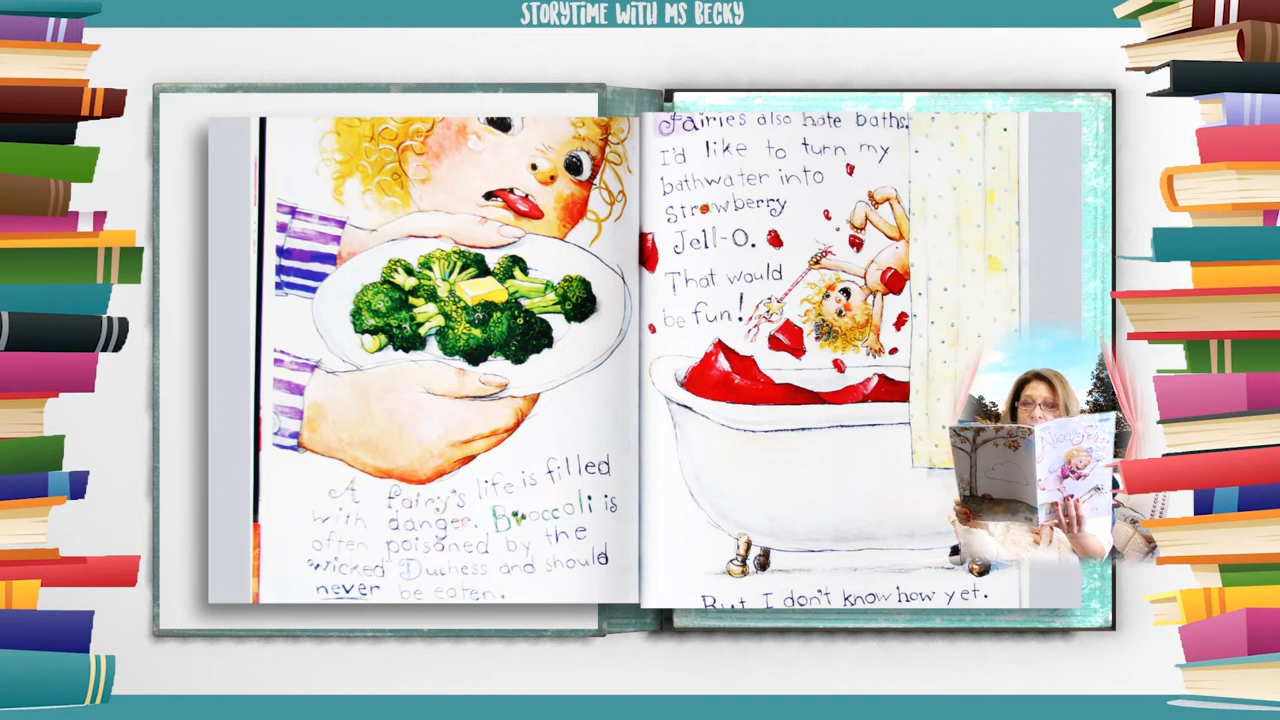 STORYTIME WITH MS BECKY
A fairy's life is filled
with danger. Broccoli is
often poisoned by the
wicked Duchess and should
never be eaten.
Fairies also hate baths.
I'd like to turn my
bathwater into
strawberry
Jell-O.
That would
be fun!
But I don't know how yet.
Alice